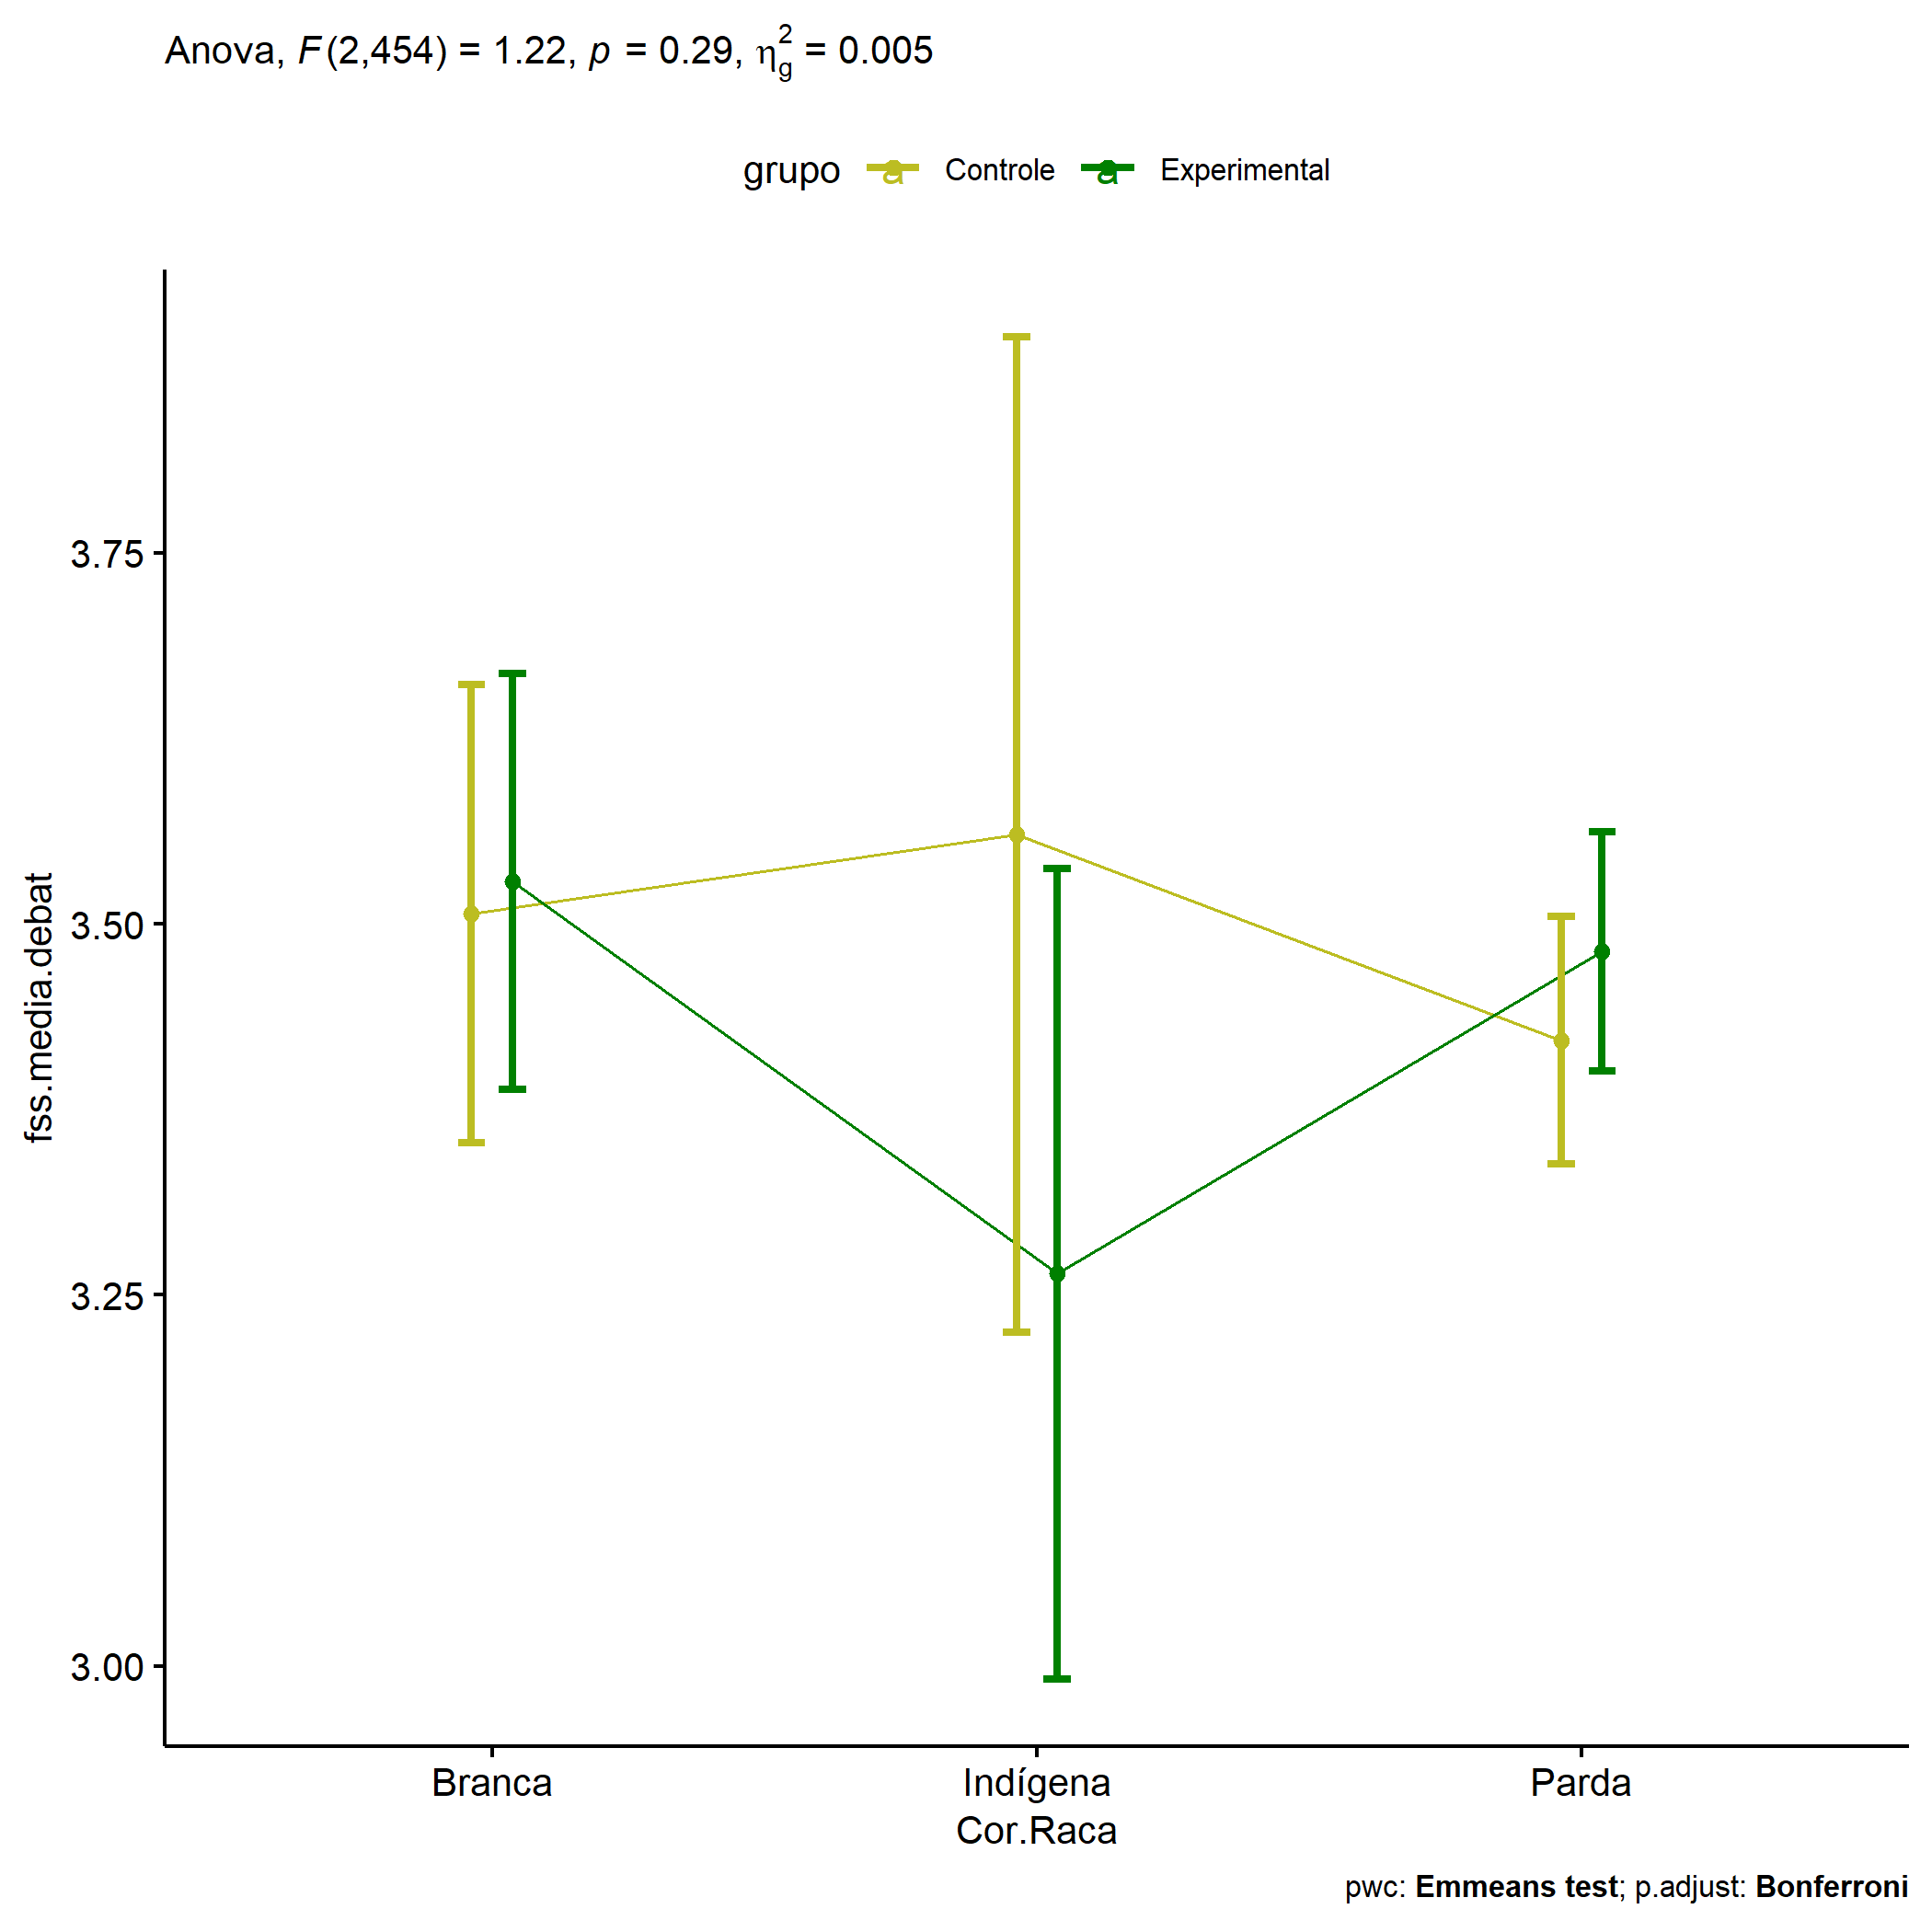 Anova, F(2,454) = 1.22, p = 0.29, η²g = 0.005
grupo a Controle a Experimental
3.75
3.50
3.25
3.00
fss.media.debat
Branca Indígena Parda
Cor.Raca
pwc: Emmeans test; p.adjust: Bonferroni